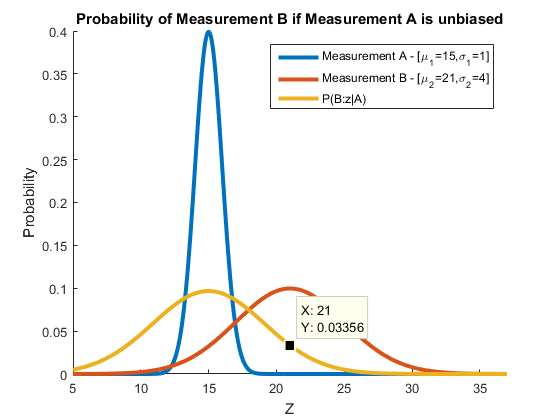 Probability of Measurement B if Measurement A is unbiased
0.4
0.35
0.3
0.25
0.2
0.15
0.1
0.05
0
Probability
Measurement A - [μ1=15,σ1=1]
Measurement B - [μ2=21,σ2=4]
P(B:z|A)
X: 21
Y: 0.03356
5 10 15 20 25 30 35
Z